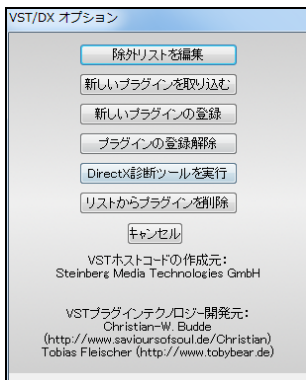 VST/DX オプション
除外リストを編集
新しいプラグインを取り込む
新しいプラグインの登録
プラグインの登録解除
DirectX診断ツールを実行
リストからプラグインを削除
キャンセル
VSTホストコードの作成元：
Steinberg Media Technologies GmbH
VSTプラグインテクノロジー開発元：
Christian-W. Budde
(http://www.savioursofsoul.de/Christian)
Tobias Fleischer (http://www.tobybear.de)